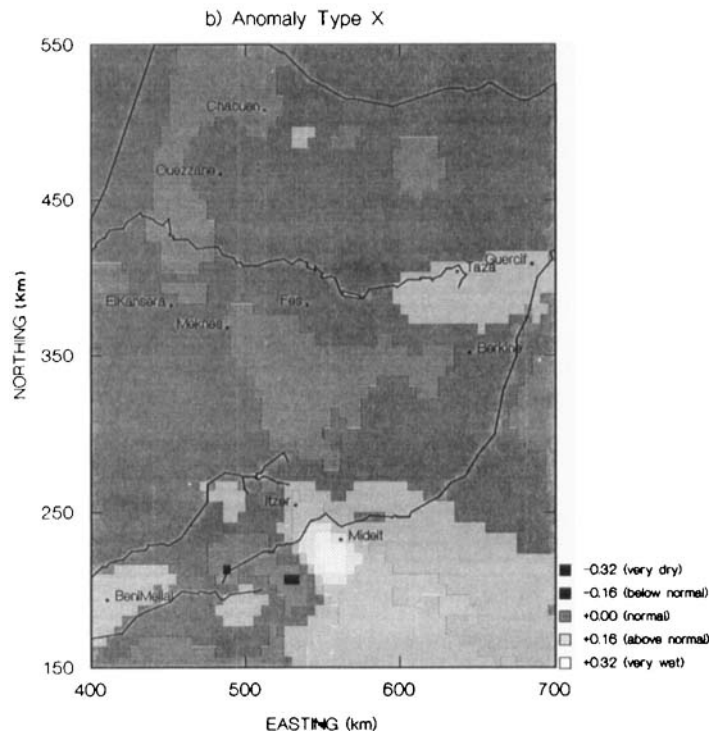 b) Anomaly Type X
550
Chabuen
Ouezzane
450
Guercif
Taza
ElKansera
Fes
Meknes
NORTHING (km)
350
Berkine
250
Itzer
Midelt
-0.32 (very dry)
-0.16 (below normal)
BeniMellal
+0.00 (normal)
+0.16 (above normal)
+0.32 (very wet)
150
400 500 600 700
EASTING (km)